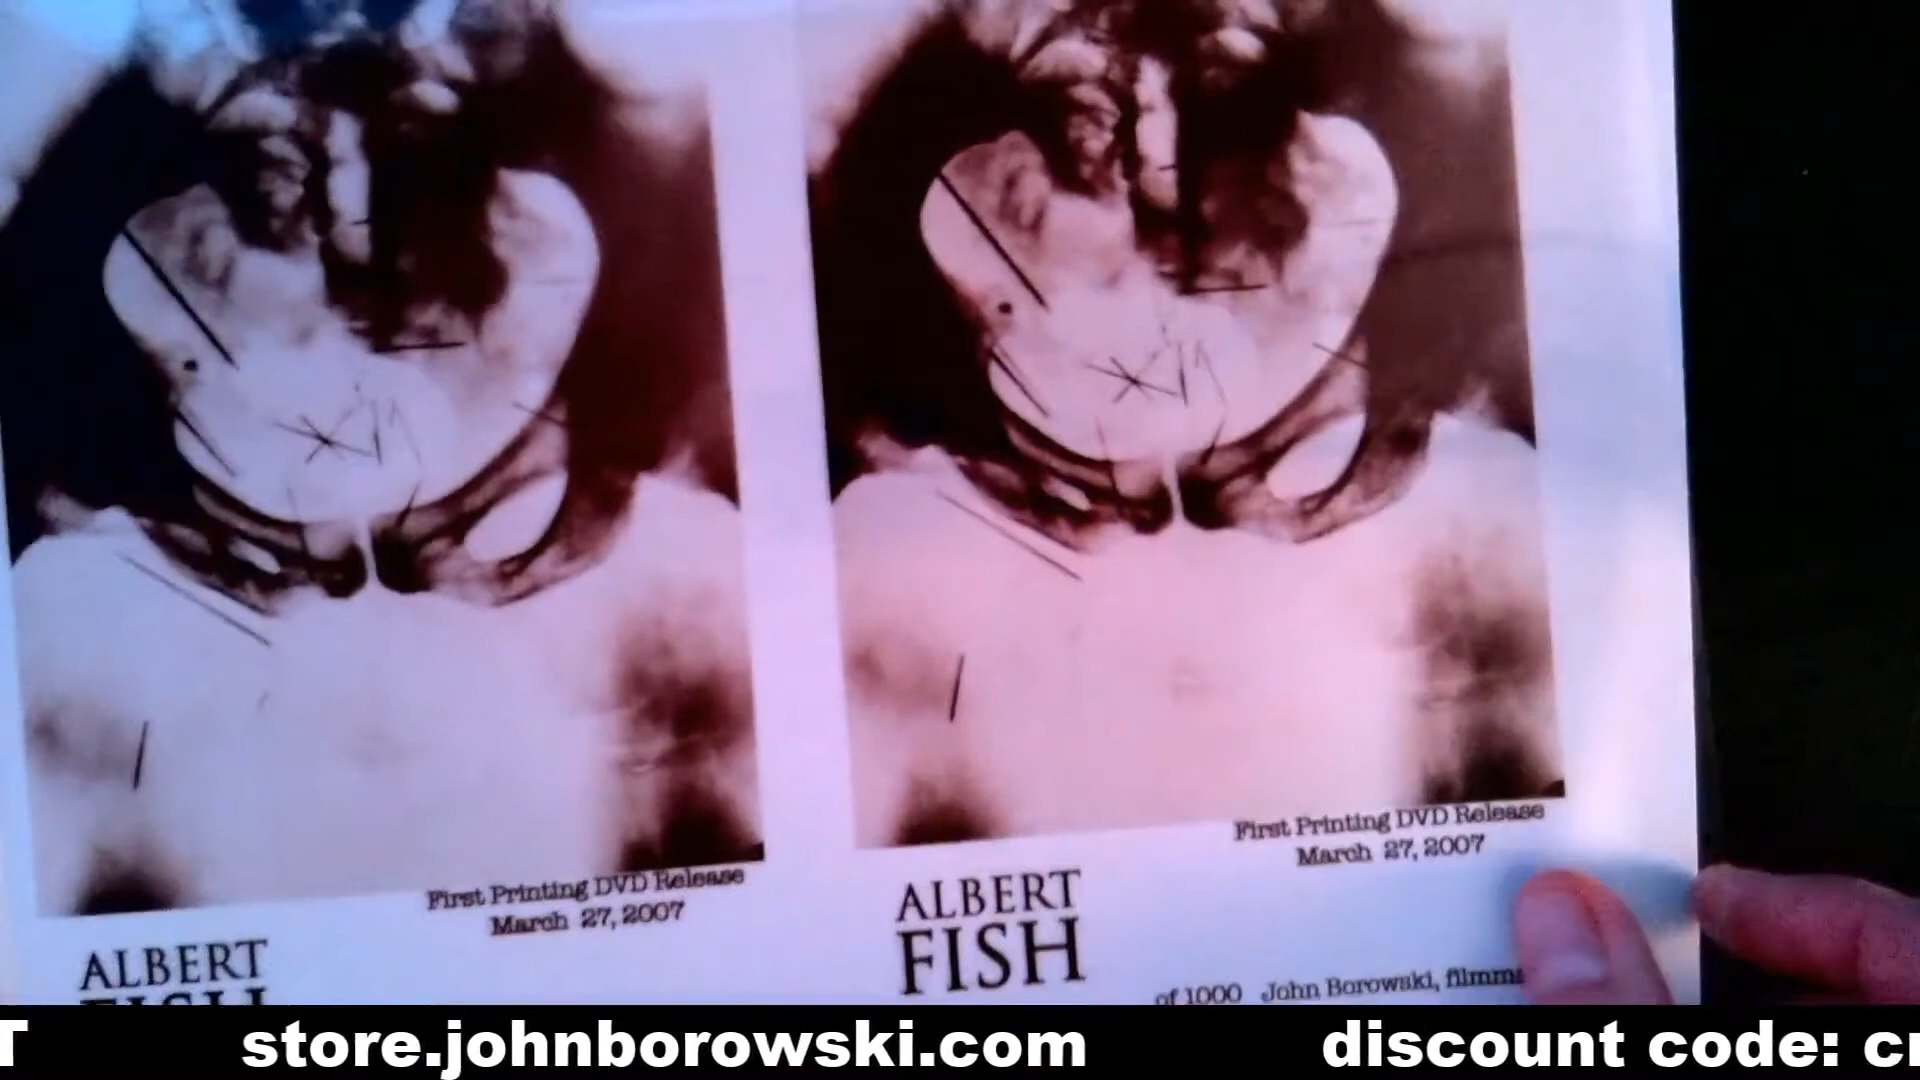 First Printing DVD Release
March 27, 2007
ALBERT
FISH
First Printing DVD Release
March 27, 2007
ALBERT
FISH
of 1000 John Borowski,
store.johnborowski.com
discount code: